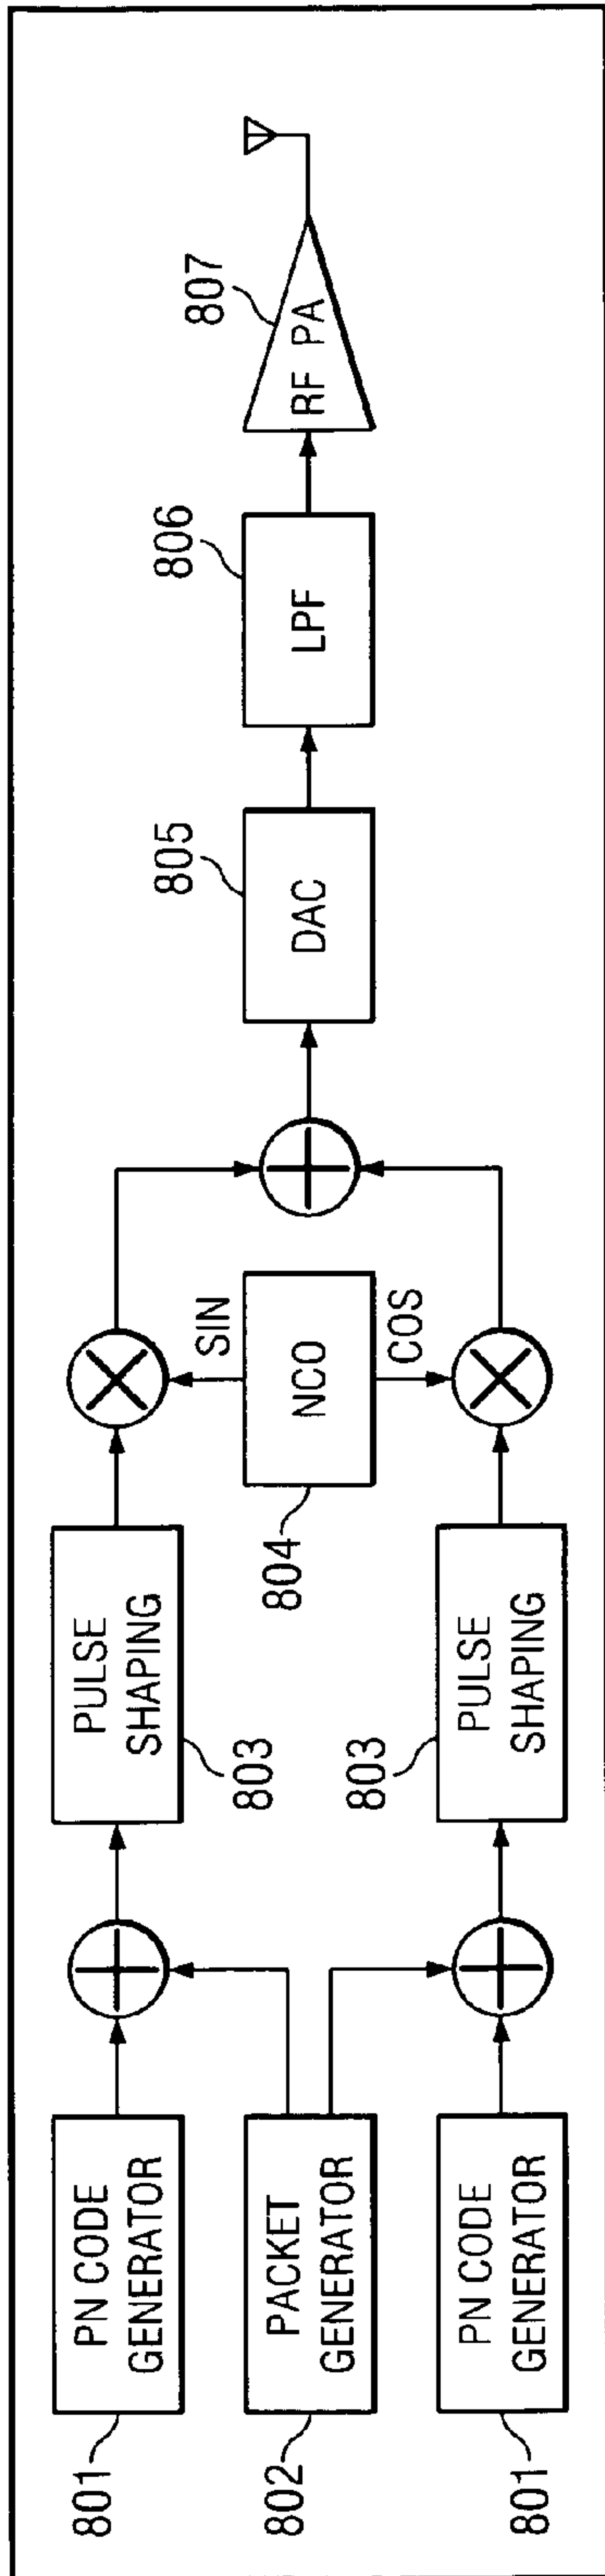 801
PN CODE
GENERATOR
802
PACKET
GENERATOR
801
PN CODE
GENERATOR
PULSE
SHAPING
803
PULSE
SHAPING
803
804
NCO
SIN
COS
805
DAC
806
LPF
807
RF PA